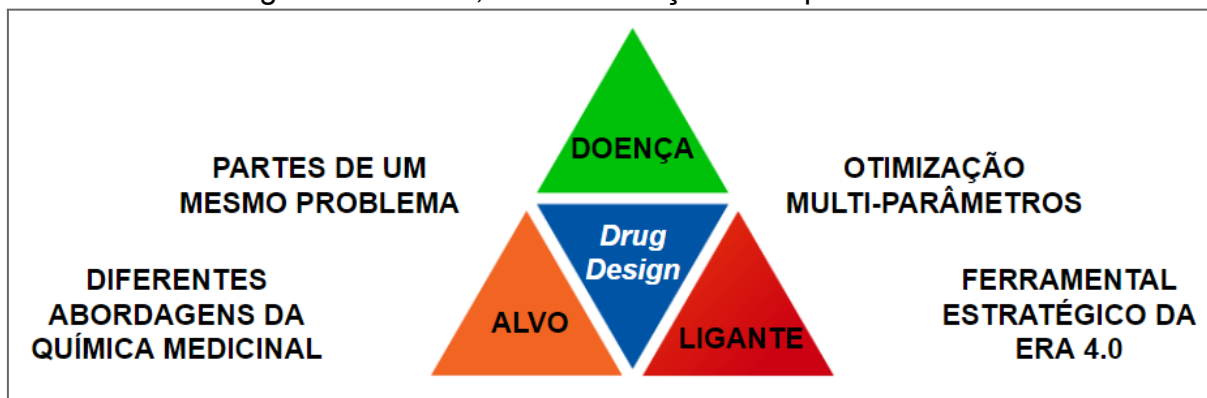 DOENÇA
PARTES DE UM
MESMO PROBLEMA
OTIMIZAÇÃO
MULTI-PARÂMETROS
Drug
Design
DIFERENTES
ABORDAGENS DA
QUÍMICA MEDICINAL
ALVO
LIGANTE
FERRAMENTAL
ESTRATÉGICO DA
ERA 4.0